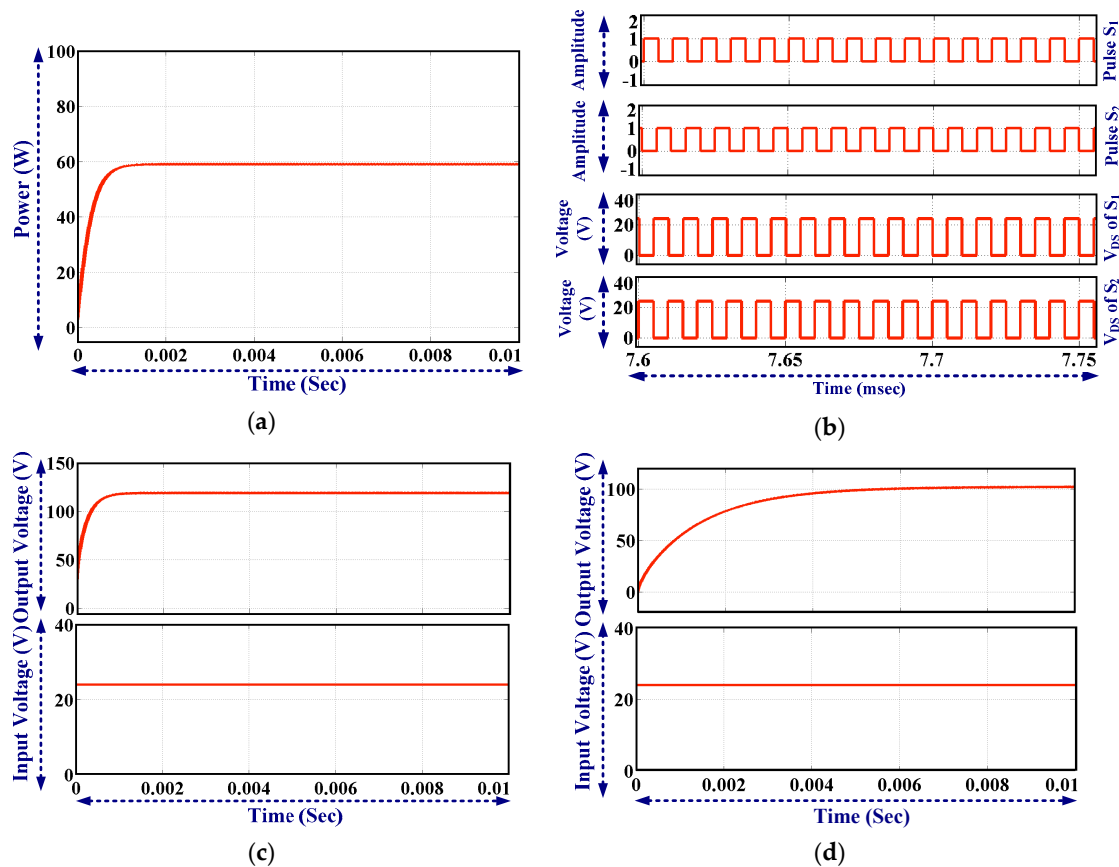 100
80
60
40
20
0
Power (W)
0 0.002 0.004 0.006 0.008 0.01
Time (Sec)
(a)
2
1
0
-1
Amplitude
Pulse S1
2
1
0
-1
Amplitude
Pulse S2
40
20
0
Voltage
(V)
VDS of S1
40
20
0
Voltage
(V)
VDS of S2
7.6 7.65 7.7 7.75
Time (msec)
(b)
150
100
50
0
Output Voltage (V)
40
20
0
Input Voltage (V)
0 0.002 0.004 0.006 0.008 0.01
Time (Sec)
(c)
100
50
0
Output Voltage (V)
40
20
0
Input Voltage (V)
0 0.002 0.004 0.006 0.008 0.01
Time (Sec)
(d)